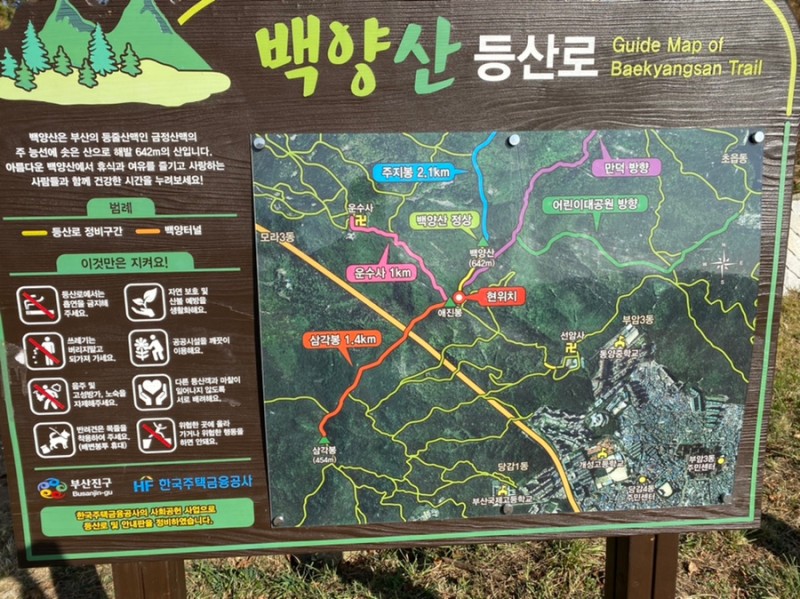 백양산 등산로
Guide Map of
Baekyangsan Trail
백양산은 부산의 등줄산맥인 금정산맥의
주 능선에 솟은 산으로 해발 642m의 산입니다.
아름다운 백양산에서 휴식과 여유를 즐기고 사랑하는
사람들과 함께 건강한 시간을 누려보세요!
범례
등산로 정비구간
백양터널
이것만은 지켜요!
등산로에서는
흡연을 금지해
주세요.
자연 보호 및
산불 예방을
생활화해요.
쓰레기는
버리지말고
되가져 가세요.
공공시설을 깨끗이
이용해요.
음주 및
고성방가, 노숙을
자제해주세요.
다른 등산객과 마찰이
일어나지 않도록
서로 배려해요.
반려견은 목줄을
착용하여 주세요.
(배변봉투 휴대)
위험한 곳에 올라
가거나 위험한 행동을
하면 안돼요.
부산진구
Busanjin-gu
HF 한국주택금융공사
한국주택금융공사의 사회공헌 사업으로
등산로 및 안내판을 정비하였습니다.
주지봉 2.1km
만덕 방향
초읍동
운수사
백양산 정상
어린이대공원 방향
모라3동
백양산
(642m)
운수사 1km
현위치
애진봉
삼각봉 1.4km
선암사
부암3동
동양중학교
삼각봉
(454m)
당감1동
개성고등학교
부산국제고등학교
당감4동
주민센터
부암3동
주민센터